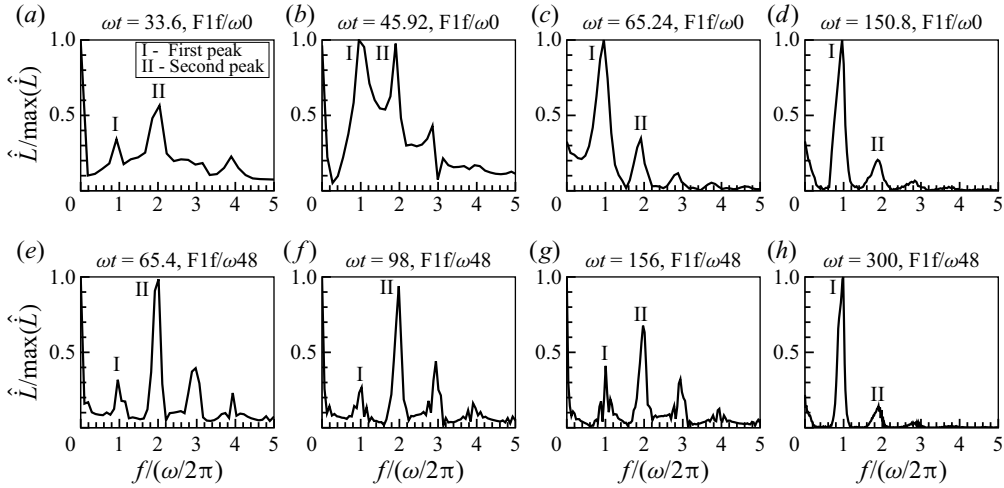 (a) ωt = 33.6, F1f/ω0
(b) ωt = 45.92, F1f/ω0
(c) ωt = 65.24, F1f/ω0
(d) ωt = 150.8, F1f/ω0
I - First peak
II - Second peak
I
II
I
II
I
II
I
II
1.0
0.5
0 1 2 3 4 5
1.0
0.5
0 1 2 3 4 5
1.0
0.5
0 1 2 3 4 5
1.0
0.5
0 1 2 3 4 5
L̂̇/max(L̂̇)
(e) ωt = 65.4, F1f/ω48
(f) ωt = 98, F1f/ω48
(g) ωt = 156, F1f/ω48
(h) ωt = 300, F1f/ω48
I
II
I
II
I
II
I
II
1.0
0.5
0 1 2 3 4 5
1.0
0.5
0 1 2 3 4 5
1.0
0.5
0 1 2 3 4 5
1.0
0.5
0 1 2 3 4 5
L̂̇/max(L̂̇)
f/(ω/2π)
f/(ω/2π)
f/(ω/2π)
f/(ω/2π)